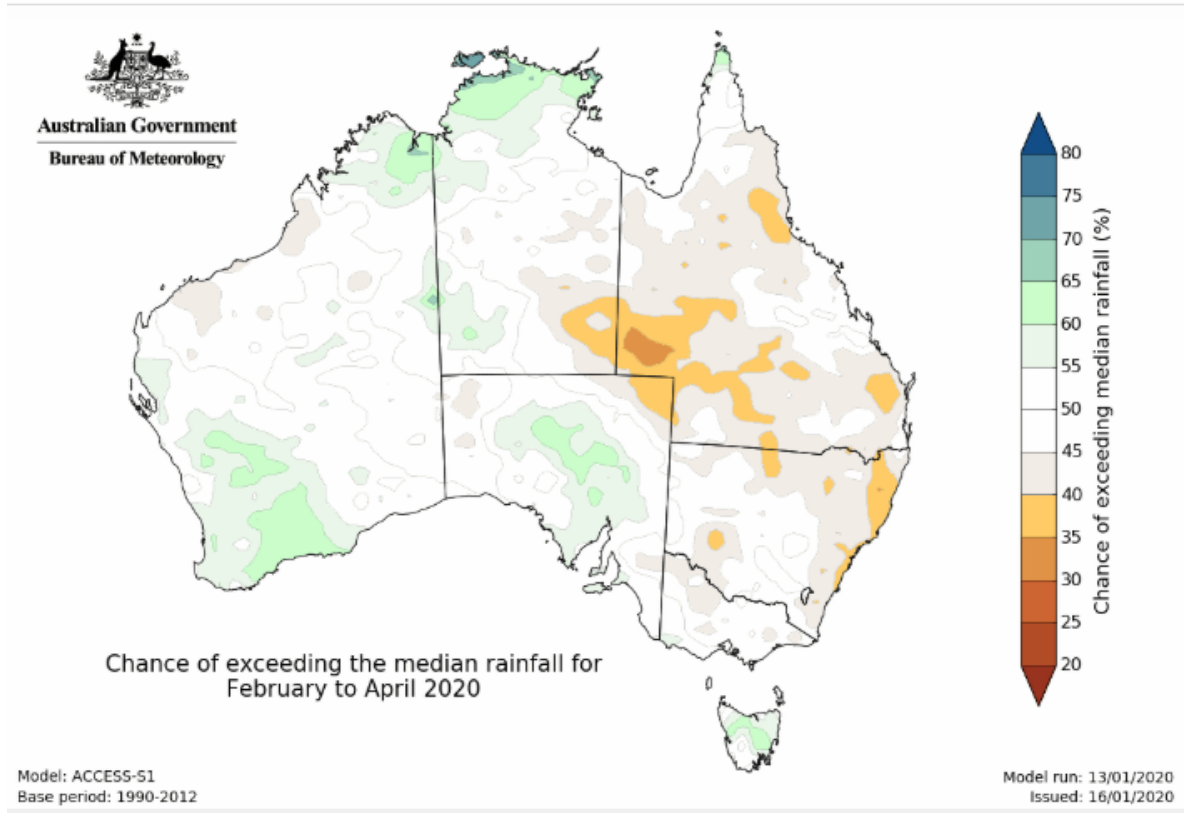 Australian Government
Bureau of Meteorology
80
75
70
65
60
55
50
45
40
35
30
25
20
Chance of exceeding median rainfall (%)
Chance of exceeding the median rainfall for
February to April 2020
Model: ACCESS-S1
Base period: 1990-2012
Model run: 13/01/2020
Issued: 16/01/2020